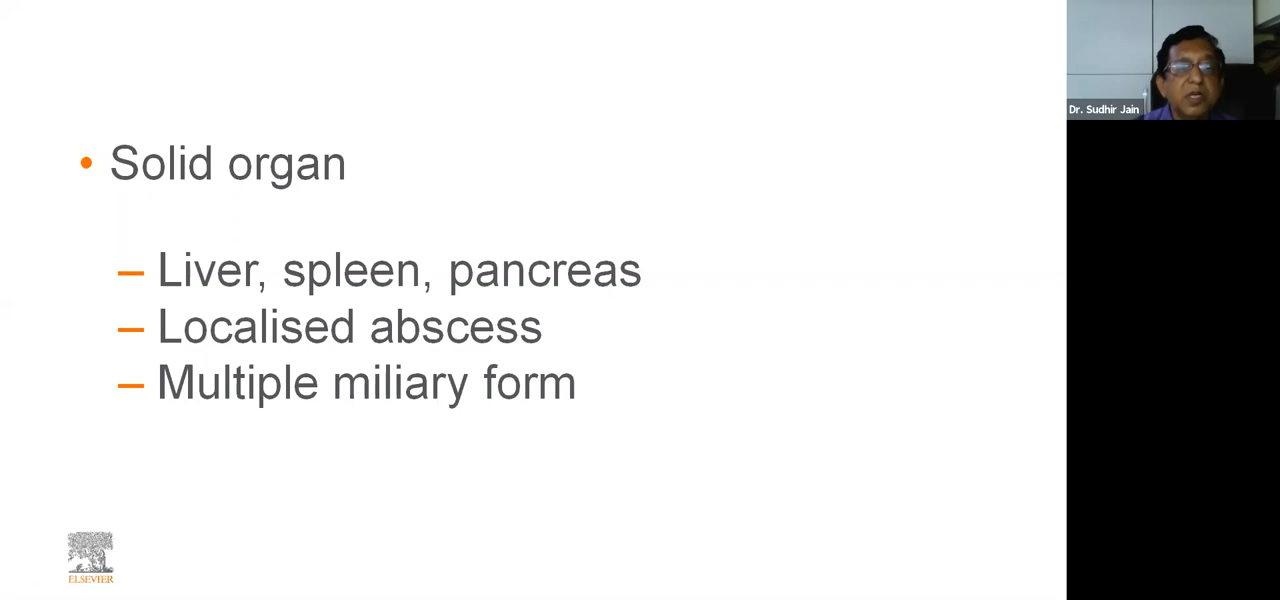 • Solid organ
– Liver, spleen, pancreas
– Localised abscess
– Multiple miliary form
ELSEVIER
Dr. Sudhir Jain